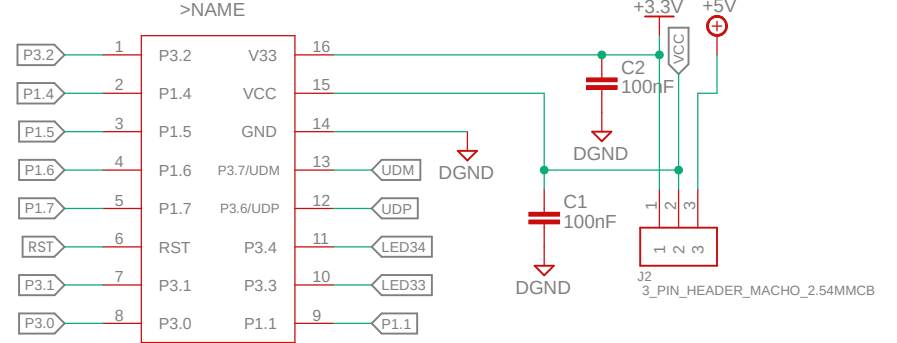 >NAME
+3.3V
+5V
P3.2 1 P3.2 V33 16
VCC
C2
100nF
P1.4 2 P1.4 VCC 15
P1.5 3 P1.5 GND 14
DGND
DGND
P1.6 4 P1.6 P3.7/UDM 13 UDM
P1.7 5 P1.7 P3.6/UDP 12 UDP
C1
100nF
1 2 3
RST 6 RST P3.4 11 LED34
1 2 3
P3.1 7 P3.1 P3.3 10 LED33
DGND
J2
3_PIN_HEADER_MACHO_2.54MMCB
P3.0 8 P3.0 P1.1 9 P1.1